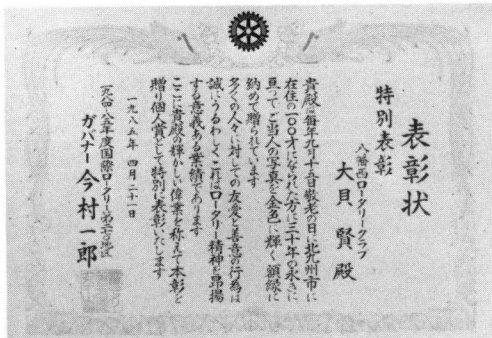 表彰状
特別表彰
八幡西ロータリークラブ
大貝 賢 殿
貴殿は毎年九月十五日敬老の日に北九州市に
在住の一〇〇才になられた方に三十年の永きに
亘ってご当人の写真を金色に輝く額縁に
納めて贈られています
多くの人々に対しての友愛と善意の行為は
誠にうるわしくこれはロータリー精神を昂揚
する意義ある業績であります
ここに貴殿の輝かしい偉業を称えて本彰を
贈り個人賞として特別に表彰いたします
一九八五年 四月二十一日
一九八四-八五年度国際ロータリー第二七〇地区
ガバナー 今村一郎